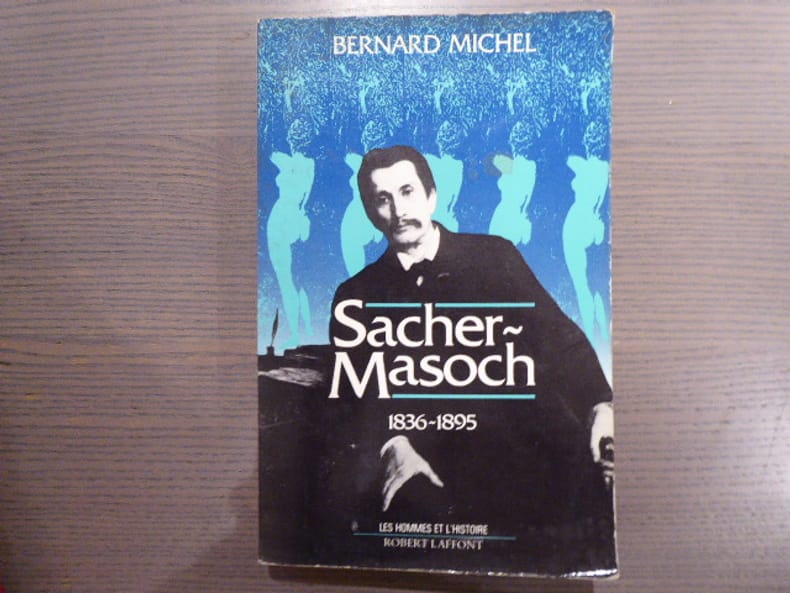 BERNARD MICHEL
Sacher~
Masoch
1836~1895
LES HOMMES ET L'HISTOIRE
ROBERT LAFFONT